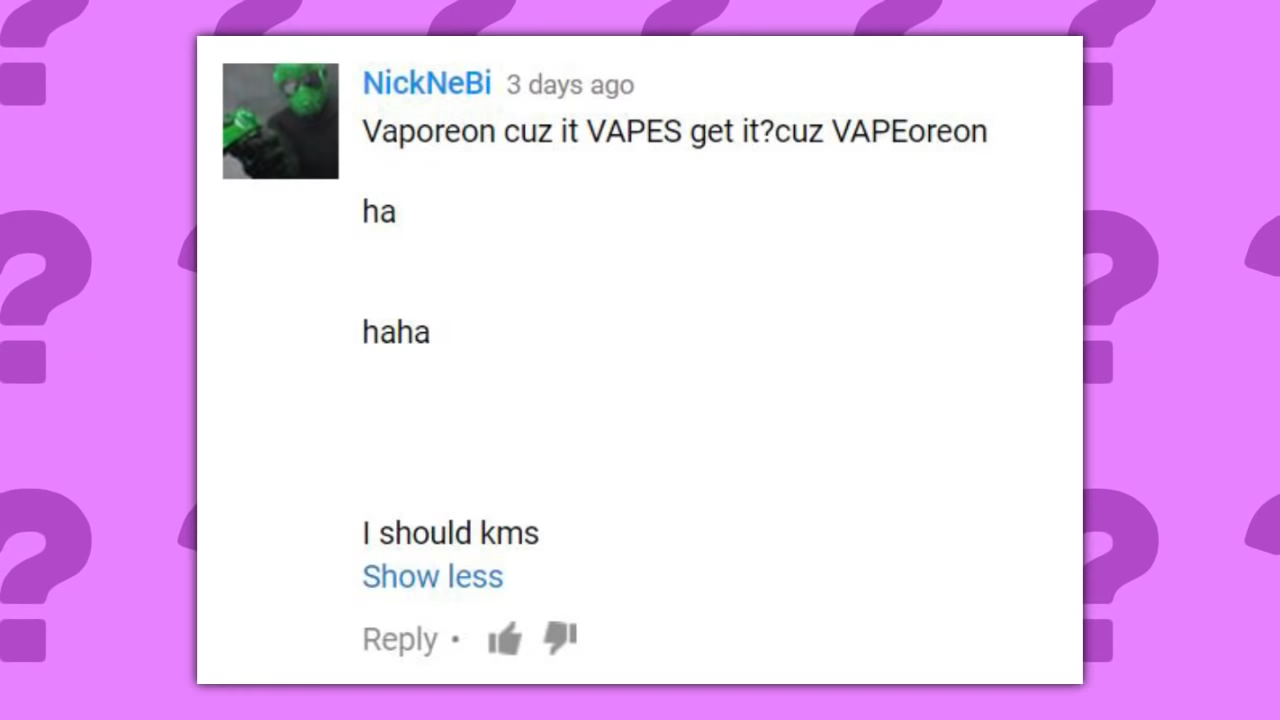 NickNeBi 3 days ago
Vaporeon cuz it VAPES get it?cuz VAPEoreon
ha
haha
I should kms
Show less
Reply •